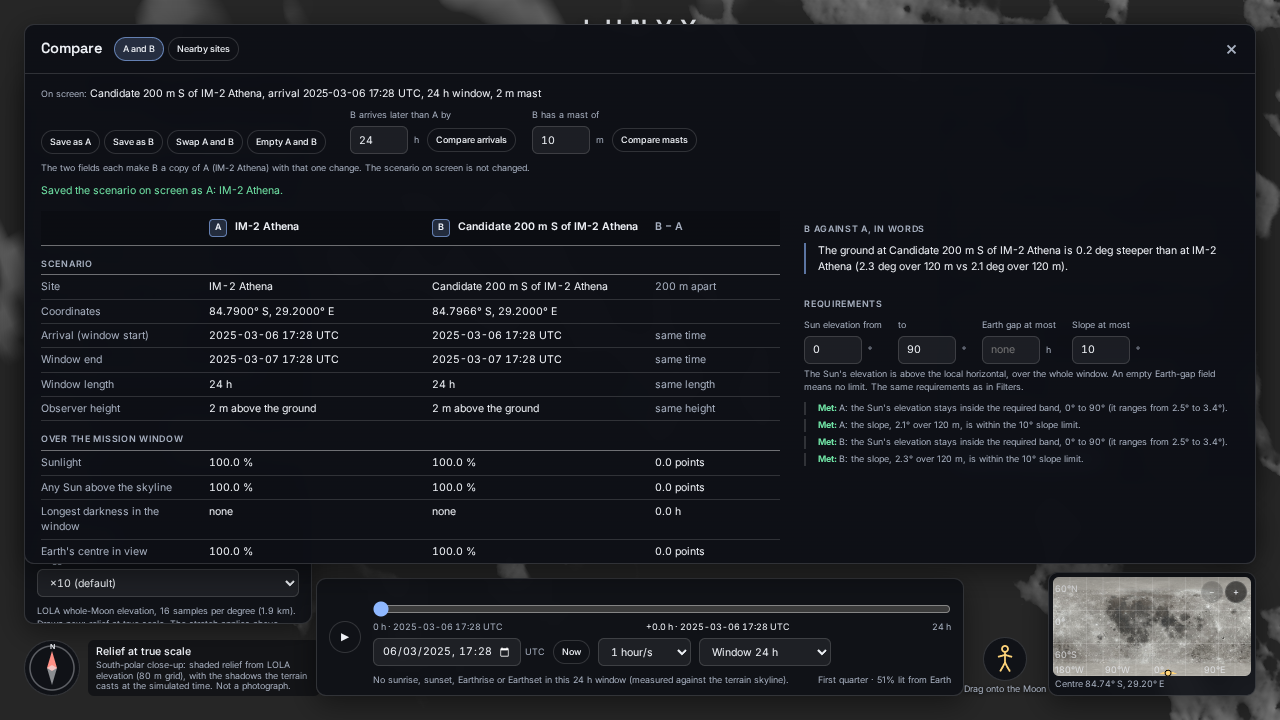 Compare
A and B
Nearby sites
×
On screen: Candidate 200 m S of IM-2 Athena, arrival 2025-03-06 17:28 UTC, 24 h window, 2 m mast
B arrives later than A by
B has a mast of
Save as A
Save as B
Swap A and B
Empty A and B
24 h
Compare arrivals
10 m
Compare masts
The two fields each make B a copy of A (IM-2 Athena) with that one change. The scenario on screen is not changed.
Saved the scenario on screen as A: IM-2 Athena.
A IM-2 Athena B Candidate 200 m S of IM-2 Athena B − A
SCENARIO
Site IM-2 Athena Candidate 200 m S of IM-2 Athena 200 m apart
Coordinates 84.7900° S, 29.2000° E 84.7966° S, 29.2000° E
Arrival (window start) 2025-03-06 17:28 UTC 2025-03-06 17:28 UTC same time
Window end 2025-03-07 17:28 UTC 2025-03-07 17:28 UTC same time
Window length 24 h 24 h same length
Observer height 2 m above the ground 2 m above the ground same height
OVER THE MISSION WINDOW
Sunlight 100.0 % 100.0 % 0.0 points
Any Sun above the skyline 100.0 % 100.0 % 0.0 points
Longest darkness in the window none none 0.0 h
Earth's centre in view 100.0 % 100.0 % 0.0 points
B AGAINST A, IN WORDS
The ground at Candidate 200 m S of IM-2 Athena is 0.2 deg steeper than at IM-2
Athena (2.3 deg over 120 m vs 2.1 deg over 120 m).
REQUIREMENTS
Sun elevation from to Earth gap at most Slope at most
0 ° 90 ° none h 10 °
The Sun's elevation is above the local horizontal, over the whole window. An empty Earth-gap field
means no limit. The same requirements as in Filters.
Met: A: the Sun's elevation stays inside the required band, 0° to 90° (it ranges from 2.5° to 3.4°).
Met: A: the slope, 2.1° over 120 m, is within the 10° slope limit.
Met: B: the Sun's elevation stays inside the required band, 0° to 90° (it ranges from 2.5° to 3.4°).
Met: B: the slope, 2.3° over 120 m, is within the 10° slope limit.
×10 (default)
LOLA whole-Moon elevation, 16 samples per degree (1.9 km).
N
Relief at true scale
South-polar close-up: shaded relief from LOLA
elevation (80 m grid), with the shadows the terrain
casts at the simulated time. Not a photograph.
0 h · 2025-03-06 17:28 UTC
+0.0 h · 2025-03-06 17:28 UTC
24 h
06/03/2025, 17:28 UTC
Now
1 hour/s
Window 24 h
No sunrise, sunset, Earthrise or Earthset in this 24 h window (measured against the terrain skyline).
First quarter · 51% lit from Earth
Drag onto the Moon
60°N
0°
60°S
180°W 90°W 0° 90°E
− +
Centre 84.74° S, 29.20° E